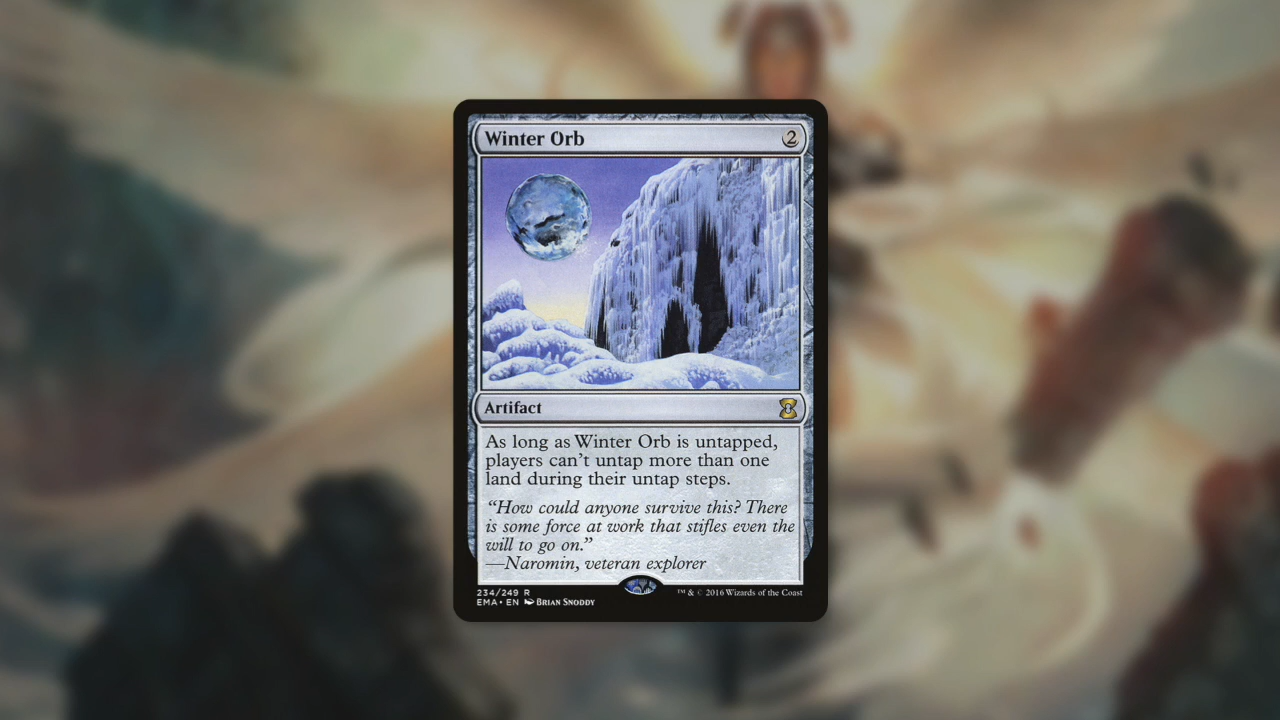 Winter Orb 2
Artifact
As long as Winter Orb is untapped,
players can't untap more than one
land during their untap steps.
“How could anyone survive this? There
is some force at work that stifles even the
will to go on.”
—Naromin, veteran explorer
234/249 R
EMA • EN Brian Snoddy
™ & © 2016 Wizards of the Coast